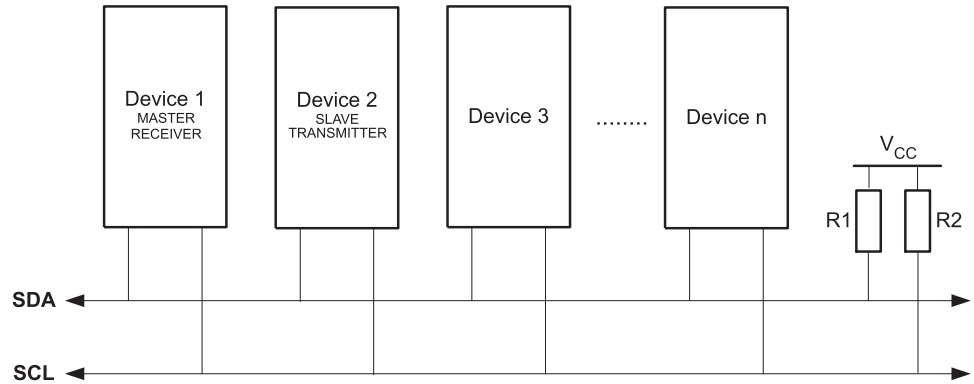 Device 1
MASTER
RECEIVER
Device 2
SLAVE
TRANSMITTER
Device 3
........
Device n
VCC
R1
R2
SDA
SCL